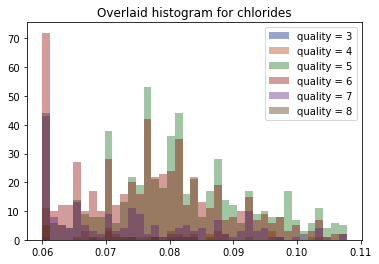 Overlaid histogram for chlorides
quality = 3
quality = 4
quality = 5
quality = 6
quality = 7
quality = 8
70
60
50
40
30
20
10
0
0.06 0.07 0.08 0.09 0.10 0.11